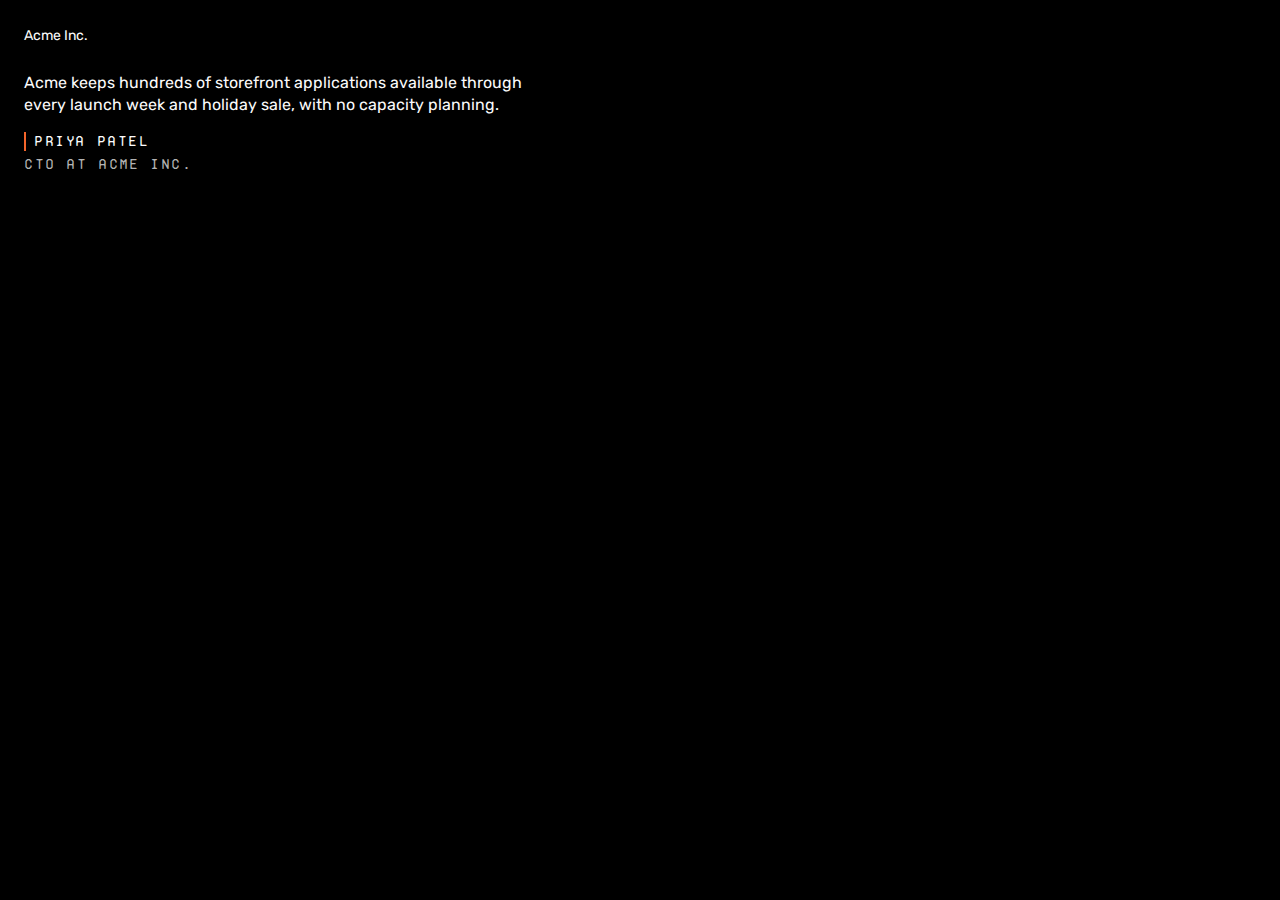 Acme Inc.
Acme keeps hundreds of storefront applications available through
every launch week and holiday sale, with no capacity planning.
PRIYA PATEL
CTO AT ACME INC.